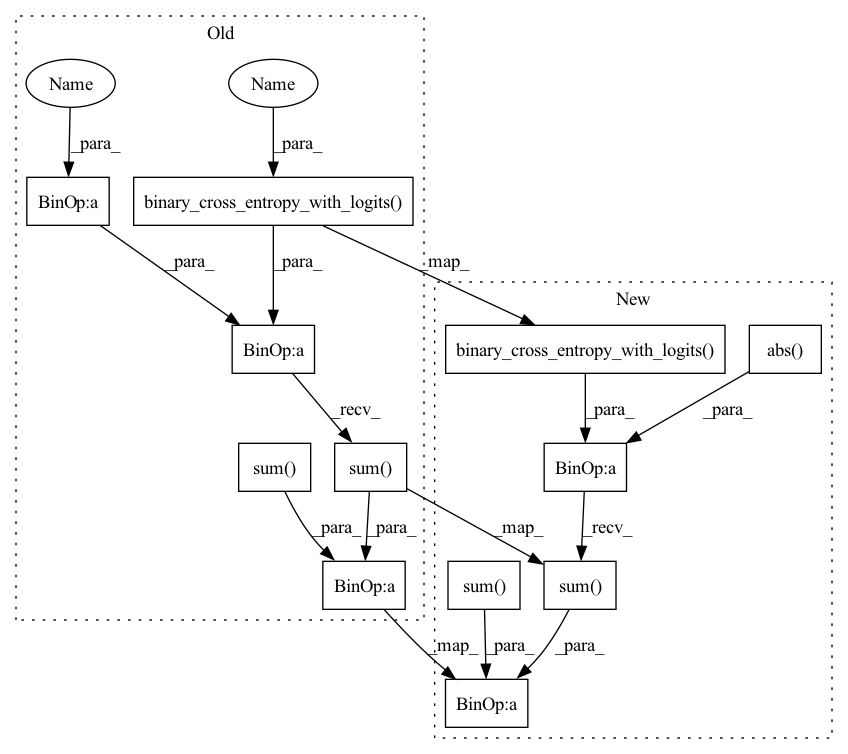 Old
Name
Name
_para_
_para_
BinOp:a
binary_cross_entropy_with_logits()
_para_
_para_
_map_
New
BinOp:a
binary_cross_entropy_with_logits()
abs()
_recv_
_para_
_para_
sum()
sum()
BinOp:a
_para_
_para_
_map_
_recv_
BinOp:a
sum()
sum()
_map_
_para_
_para_
BinOp:a